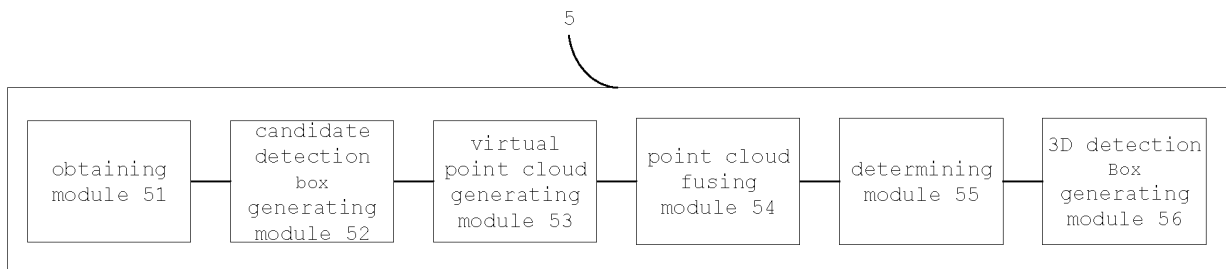 5
obtaining
module 51
candidate
detection
box
generating
module 52
virtual
point cloud
generating
module 53
point cloud
fusing
module 54
determining
module 55
3D detection
Box
generating
module 56